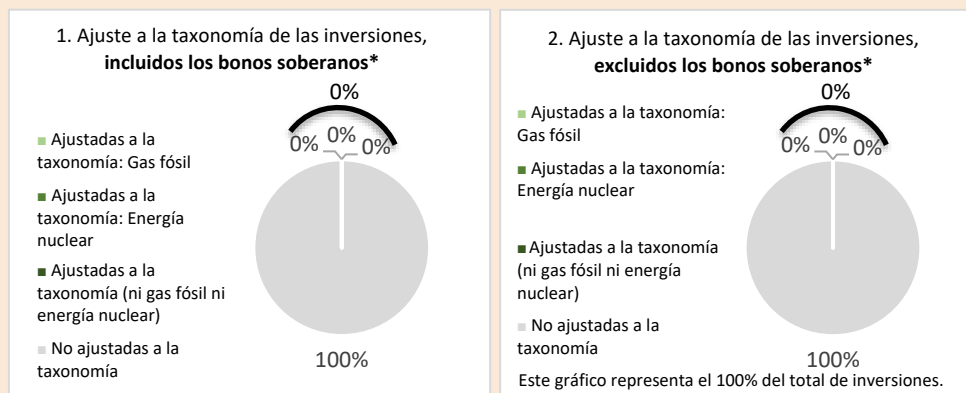 1. Ajuste a la taxonomía de las inversiones,
incluidos los bonos soberanos*
0%
0% 0% 0%
Ajustadas a la
taxonomía: Gas fósil
Ajustadas a la
taxonomía: Energía
nuclear
Ajustadas a la
taxonomía (ni gas fósil ni
energía nuclear)
No ajustadas a la
taxonomía
100%
2. Ajuste a la taxonomía de las inversiones,
excluidos los bonos soberanos*
0%
0% 0% 0%
Ajustadas a la taxonomía:
Gas fósil
Ajustadas a la taxonomía:
Energía nuclear
Ajustadas a la taxonomía
(ni gas fósil ni energía
nuclear)
No ajustadas a la
taxonomía
100%
Este gráfico representa el 100% del total de inversiones.